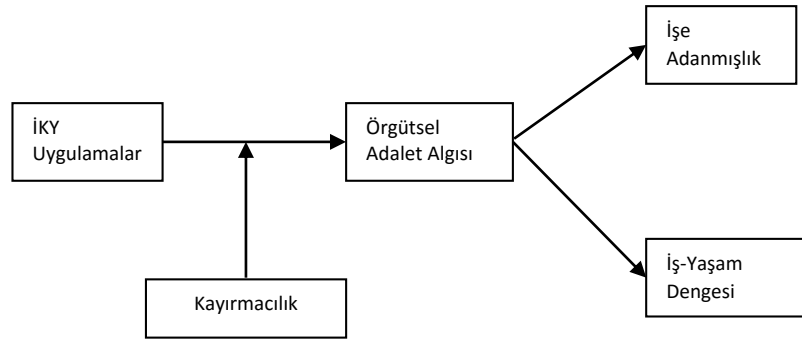 İşe
Adanmışlık
İKY
Uygulamalar
Örgütsel
Adalet Algısı
Kayırmacılık
İş-Yaşam
Dengesi